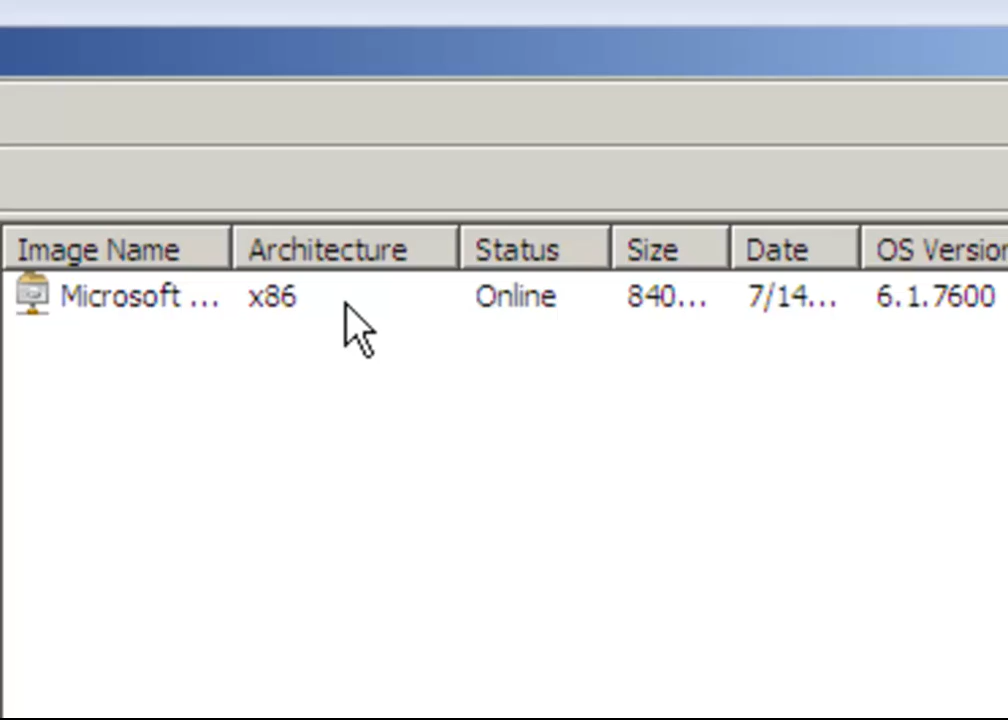 Image Name Architecture Status Size Date OS Version
Microsoft ... x86 Online 840... 7/14... 6.1.7600